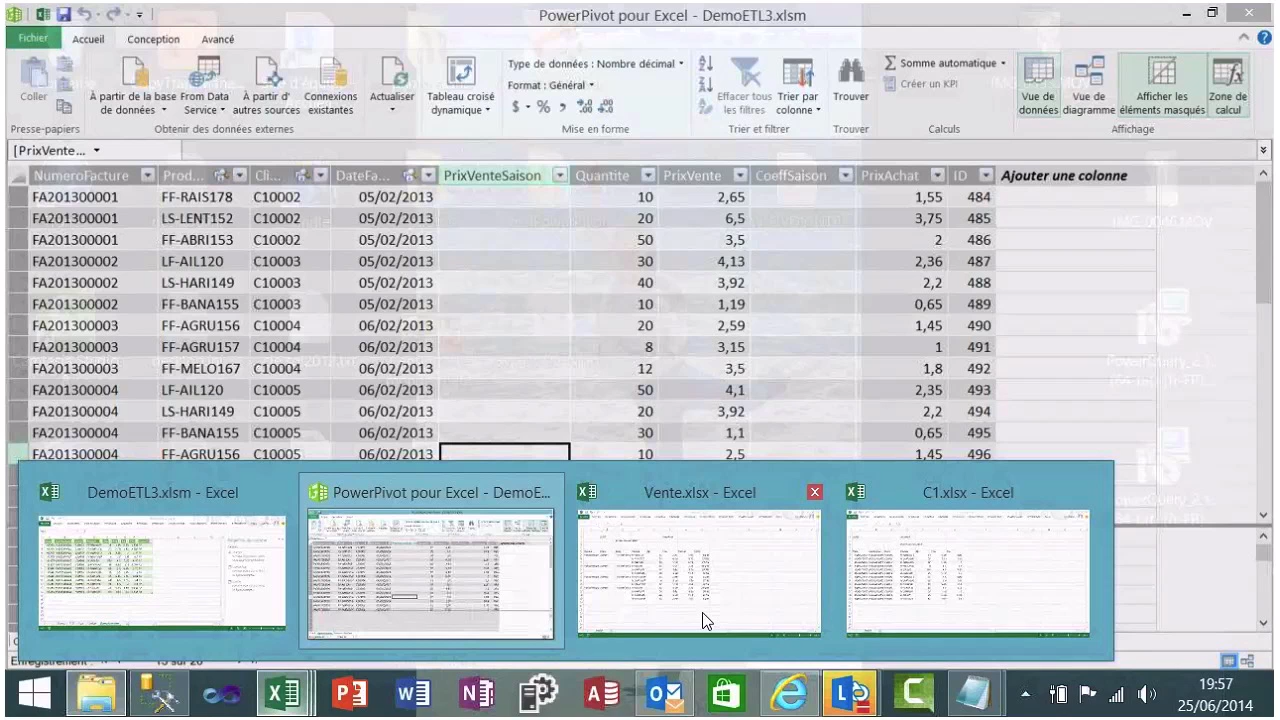 PowerPivot pour Excel - DemoETL3.xlsm
Fichier Accueil Conception Avancé
Coller
Presse-papiers
À partir de la base de données
From Data Service
À partir d' autres sources
Connexions existantes
Obtenir des données externes
Actualiser
Tableau croisé dynamique
Type de données : Nombre décimal
Format : Général
$ % ,
Mise en forme
Effacer tous les filtres
Trier par colonne
Trier et filtrer
Trouver
Trouver
Somme automatique
Créer un KPI
Calculs
Vue de données
Vue de diagramme
Afficher les éléments masqués
Zone de calcul
Affichage
[PrixVente...
NumeroFacture Prod... Cli... DateFa... PrixVenteSaison Quantite PrixVente CoeffSaison PrixAchat ID Ajouter une colonne
FA201300001 FF-RAIS178 C10002 05/02/2013 10 2,65 1,55 484
FA201300001 LS-LENT152 C10002 05/02/2013 20 6,5 3,75 485
FA201300001 FF-ABRI153 C10002 05/02/2013 50 3,5 2 486
FA201300002 LF-AIL120 C10003 05/02/2013 30 4,13 2,36 487
FA201300002 LS-HARI149 C10003 05/02/2013 40 3,92 2,2 488
FA201300002 FF-BANA155 C10003 05/02/2013 10 1,19 0,65 489
FA201300003 FF-AGRU156 C10004 06/02/2013 20 2,59 1,45 490
FA201300003 FF-AGRU157 C10004 06/02/2013 8 3,15 1 491
FA201300003 FF-MELO167 C10004 06/02/2013 12 3,5 1,8 492
FA201300004 LF-AIL120 C10005 06/02/2013 50 4,1 2,35 493
FA201300004 LS-HARI149 C10005 06/02/2013 20 3,92 2,2 494
FA201300004 FF-BANA155 C10005 06/02/2013 30 1,1 0,65 495
FA201300004 FF-AGRU156 C10005 06/02/2013 10 2,5 1,45 496
DemoETL3.xlsm - Excel
PowerPivot pour Excel - DemoE...
Vente.xlsx - Excel
C1.xlsx - Excel
19:57
25/06/2014